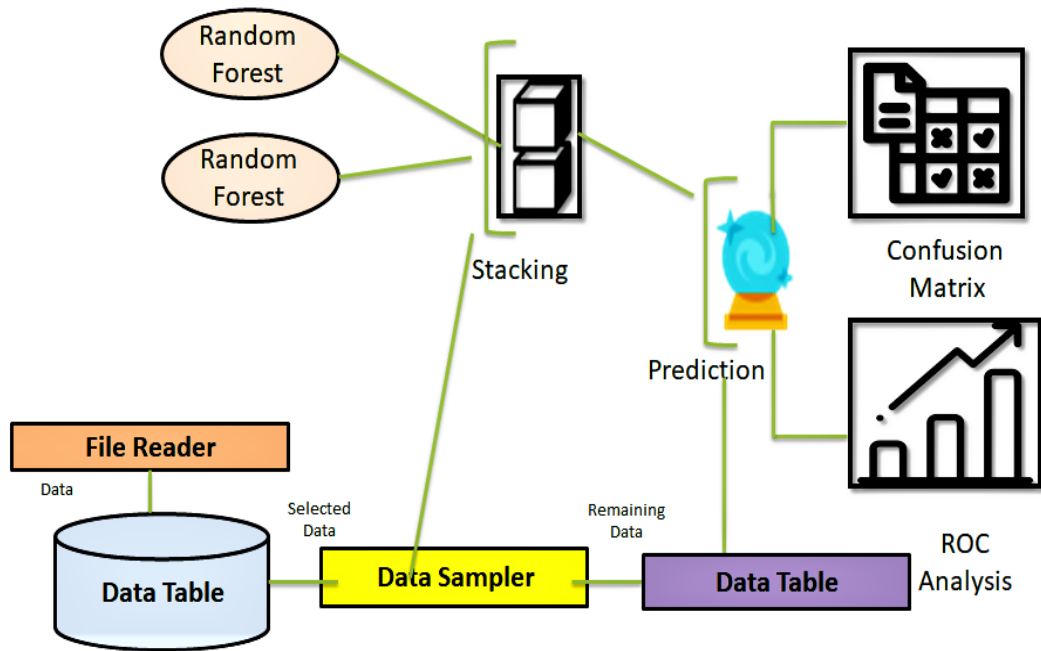 Random
Forest
Random
Forest
Stacking
Confusion
Matrix
Prediction
File Reader
Data
Selected
Data
Remaining
Data
Data Table
Data Sampler
Data Table
ROC
Analysis